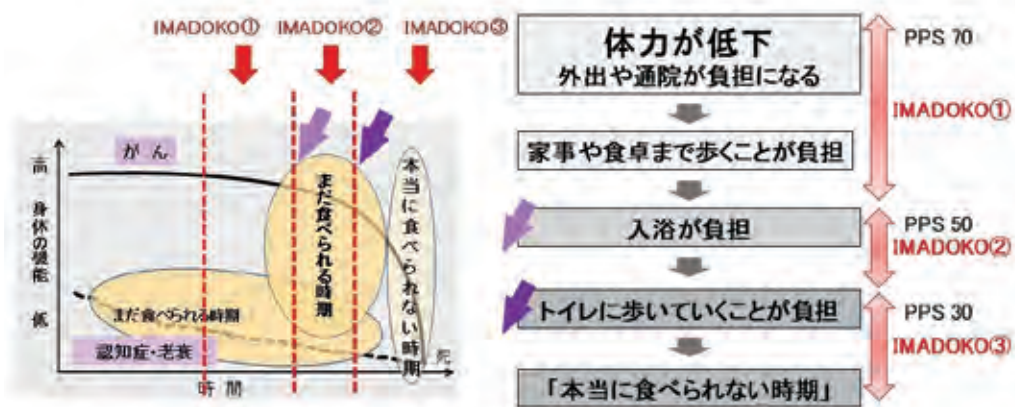 IMADOKO① IMADOKO② IMADOKO③
高
身体の機能
低
がん
まだ食べられる時期
本当に食べられない時期
まだ食べられる時期
認知症・老衰
死
時間
体力が低下
外出や通院が負担になる
家事や食卓まで歩くことが負担
入浴が負担
トイレに歩いていくことが負担
「本当に食べられない時期」
PPS 70
IMADOKO①
PPS 50
IMADOKO②
PPS 30
IMADOKO③